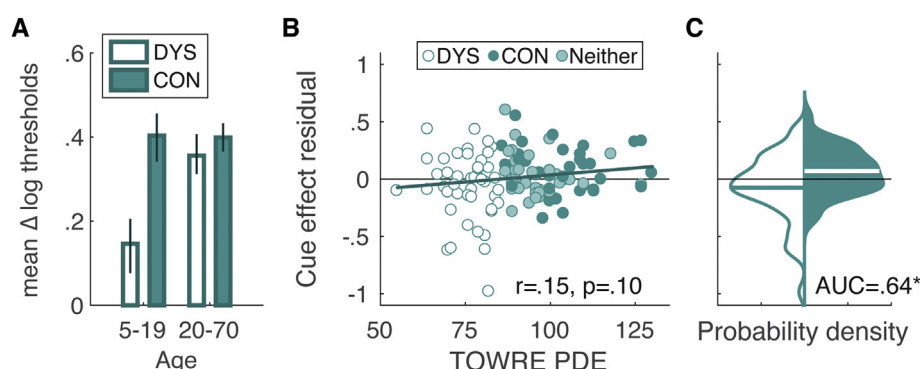 A
B
C
.6
.4
.2
0
mean Δ log thresholds
DYS
CON
5-19 20-70
Age
1
.5
0
-.5
-1
Cue effect residual
DYS CON Neither
r=.15, p=.10
50 75 100 125
TOWRE PDE
AUC=.64*
Probability density